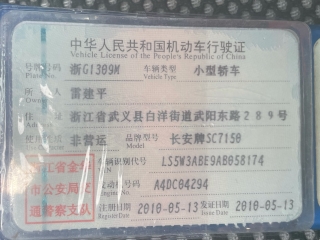 中华人民共和国机动车行驶证
Vehicle License of the People's Republic of China
号牌号码 浙G1309M 车辆类型 小型轿车
Plate No. Vehicle Type
所有人 雷建平
住址 浙江省武义县白洋街道武阳东路289号
使用性质 非营运 品牌型号 长安牌SC7150
浙江省金华
市公安局交
通警察支队
车辆识别代号 LS5W3ABE9AB058174
发动机号码 A4DC04294
Engine No.
注册日期 2010-05-13 发证日期 2010-05-13
Register Date Issue Date